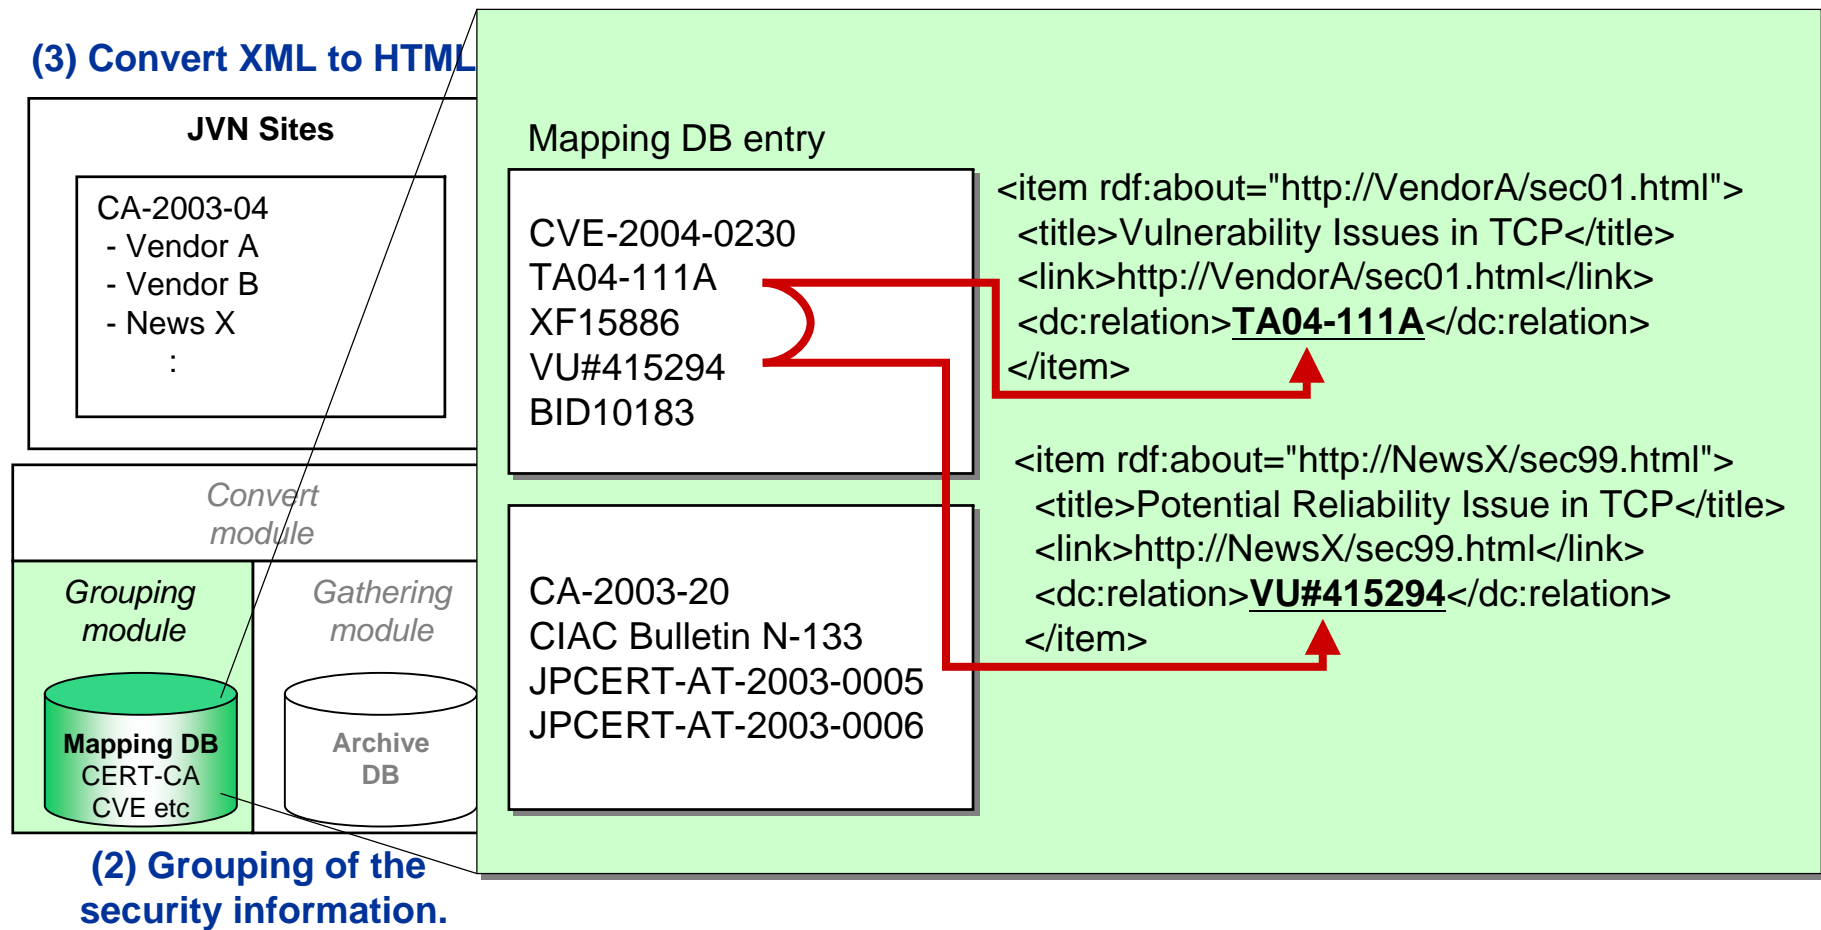 (3) Convert XML to HTML
JVN Sites
CA-2003-04
- Vendor A
- Vendor B
- News X
:
Convert
module
Grouping
module
Gathering
module
Mapping DB
CERT-CA
CVE etc
Archive
DB
(2) Grouping of the
security information.
Mapping DB entry
CVE-2004-0230
TA04-111A
XF15886
VU#415294
BID10183
CA-2003-20
CIAC Bulletin N-133
JPCERT-AT-2003-0005
JPCERT-AT-2003-0006
<item rdf:about="http://VendorA/sec01.html">
<title>Vulnerability Issues in TCP</title>
<link>http://VendorA/sec01.html</link>
<dc:relation>TA04-111A</dc:relation>
</item>
<item rdf:about="http://NewsX/sec99.html">
<title>Potential Reliability Issue in TCP</title>
<link>http://NewsX/sec99.html</link>
<dc:relation>VU#415294</dc:relation>
</item>